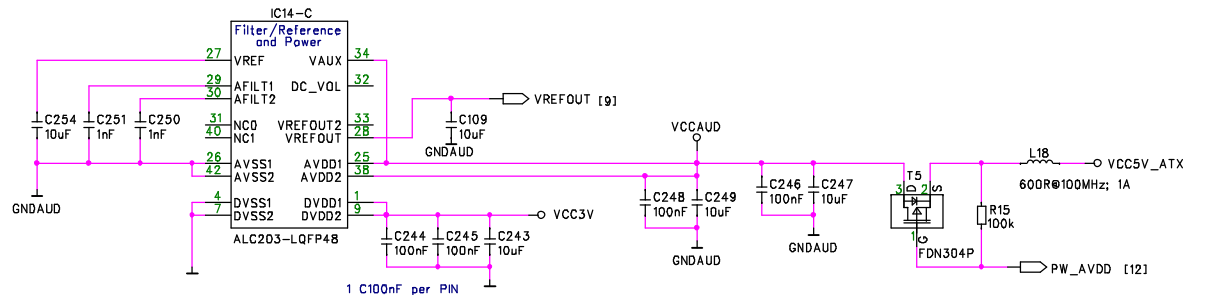 IC14-C
Filter/Reference
and Power
27 VREF VAUX 34
29 AFILT1 DC_VOL 32
30 AFILT2
31 NC0 VREFOUT2 33
40 NC1 VREFOUT 28
26 AVSS1 AVDD1 25
42 AVSS2 AVDD2 38
4 DVSS1 DVDD1 1
7 DVSS2 DVDD2 9
ALC203-LQFP48
C254
10uF
C251
1nF
C250
1nF
GNDAUD
VREFOUT [9]
C109
10uF
GNDAUD
VCCAUD
C248
100nF
C249
10uF
GNDAUD
C246
100nF
C247
10uF
GNDAUD
VCC3V
C244
100nF
C245
100nF
C243
10uF
1 C100nF per PIN
T5
3 D 2 S
1 G
FDN304P
R15
100k
L18
600R@100MHz; 1A
VCC5V_ATX
PW_AVDD [12]